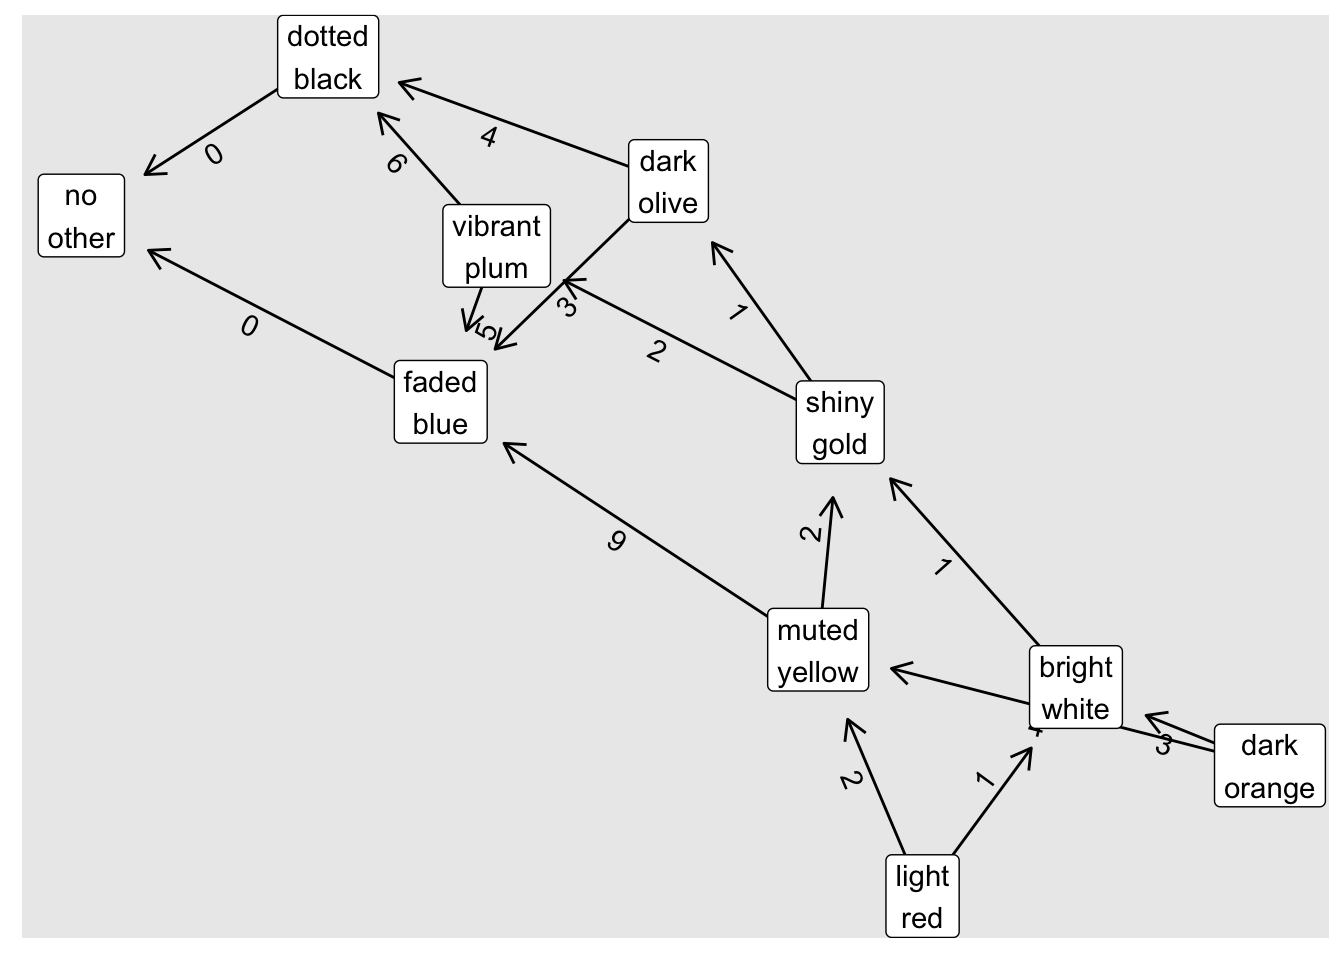 dotted
black
4
0
dark
olive
6
no
other
vibrant
plum
3
1
0
5
2
faded
blue
shiny
gold
2
9
1
muted
yellow
bright
white
3
dark
orange
2
1
light
red